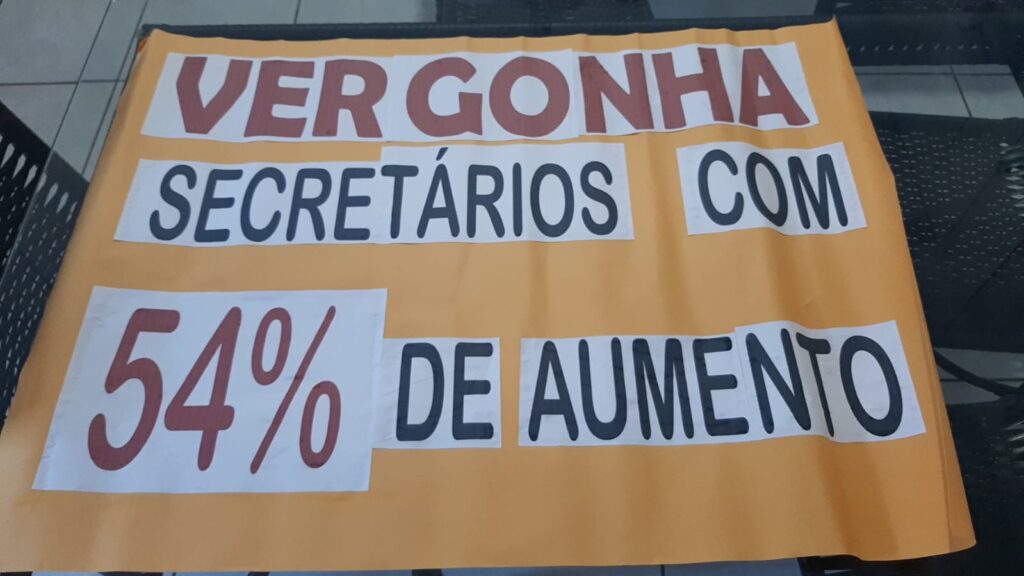 VERGONHA
SECRETÁRIOS COM
54% DE AUMENTO